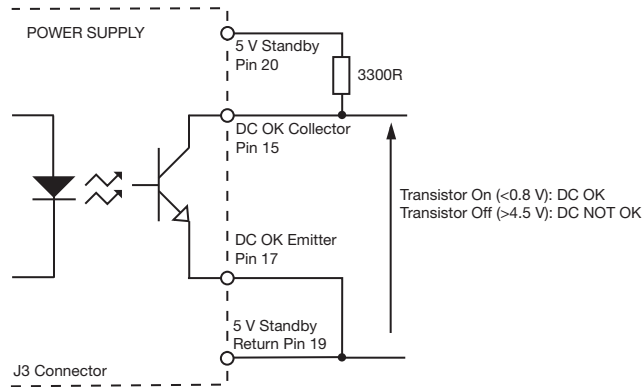 POWER SUPPLY
5 V Standby
Pin 20
3300R
DC OK Collector
Pin 15
Transistor On (<0.8 V): DC OK
Transistor Off (>4.5 V): DC NOT OK
DC OK Emitter
Pin 17
5 V Standby
Return Pin 19
J3 Connector